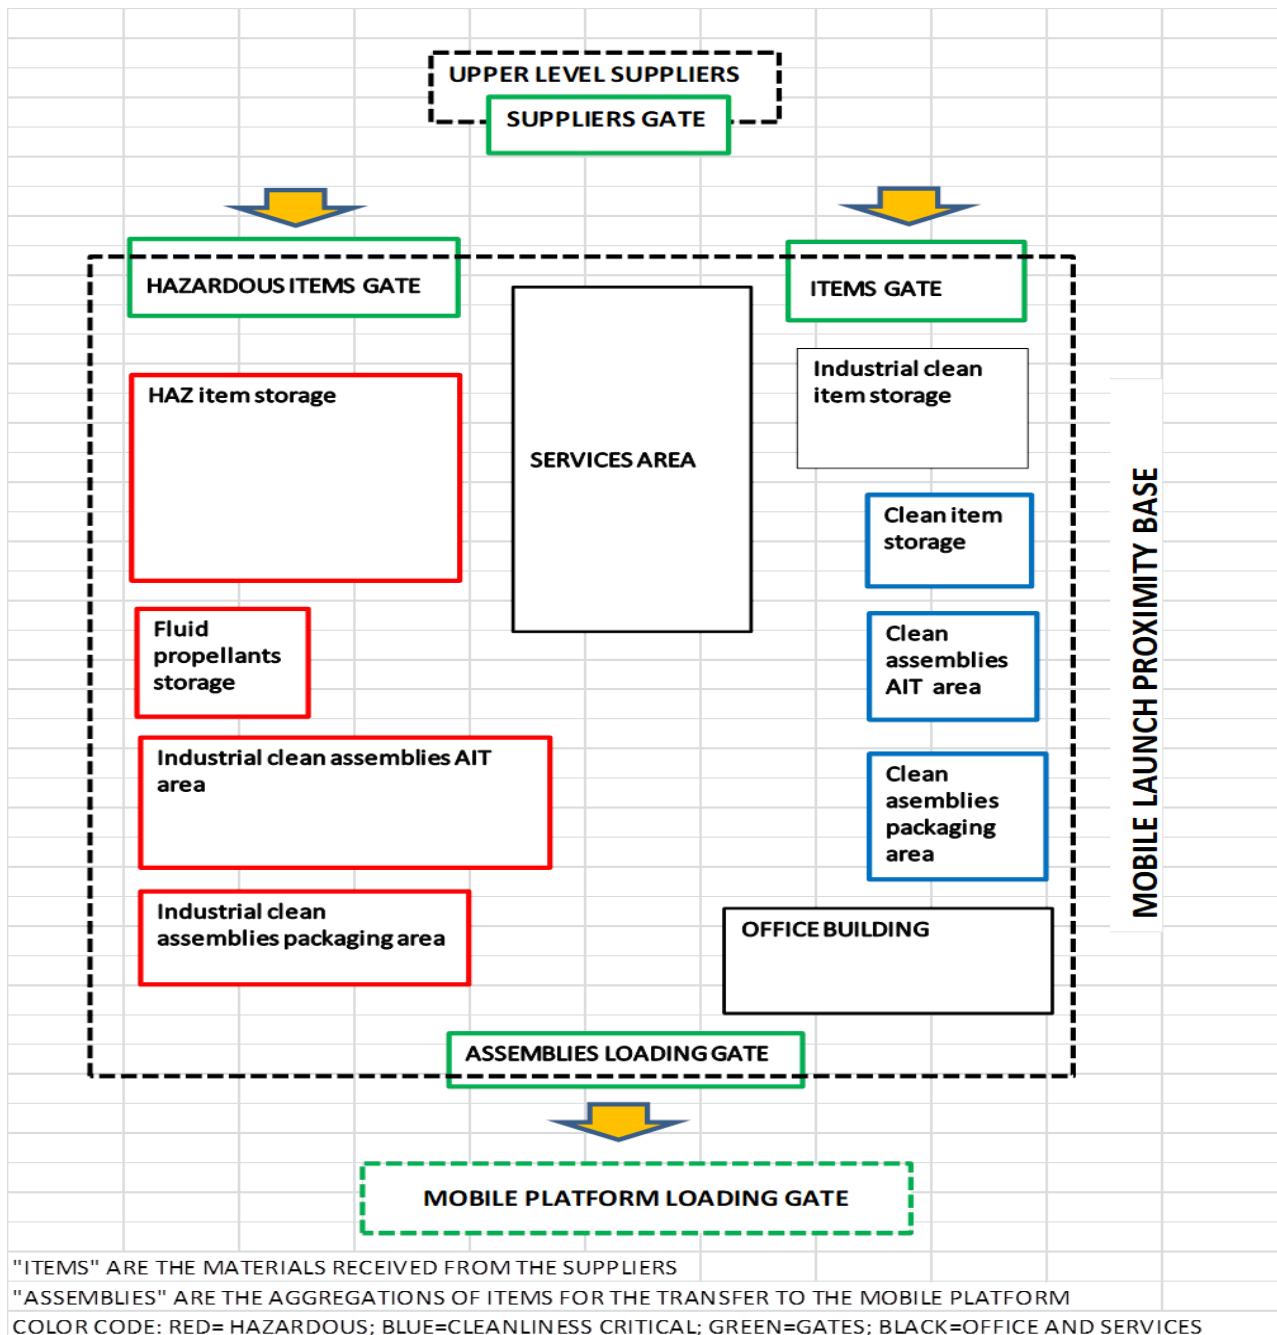 UPPER LEVEL SUPPLIERS
SUPPLIERS GATE
HAZARDOUS ITEMS GATE
ITEMS GATE
HAZ item storage
SERVICES AREA
Industrial clean
item storage
Clean item
storage
Fluid
propellants
storage
Clean
assemblies
AIT area
Industrial clean assemblies AIT
area
Clean
asemblies
packaging
area
Industrial clean
assemblies packaging area
OFFICE BUILDING
MOBILE LAUNCH PROXIMITY BASE
ASSEMBLIES LOADING GATE
MOBILE PLATFORM LOADING GATE
"ITEMS" ARE THE MATERIALS RECEIVED FROM THE SUPPLIERS
"ASSEMBLIES" ARE THE AGGREGATIONS OF ITEMS FOR THE TRANSFER TO THE MOBILE PLATFORM
COLOR CODE: RED= HAZARDOUS; BLUE=CLEANLINESS CRITICAL; GREEN=GATES; BLACK=OFFICE AND SERVICES